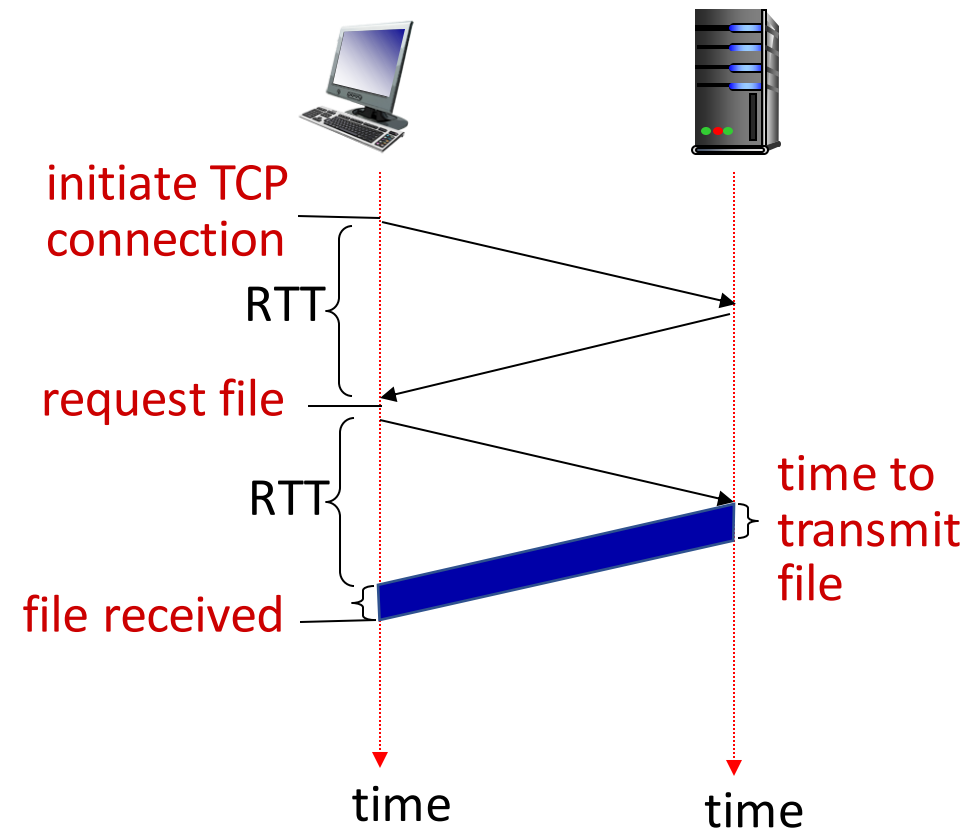 initiate TCP
connection
RTT
request file
RTT
time to
transmit
file
file received
time
time